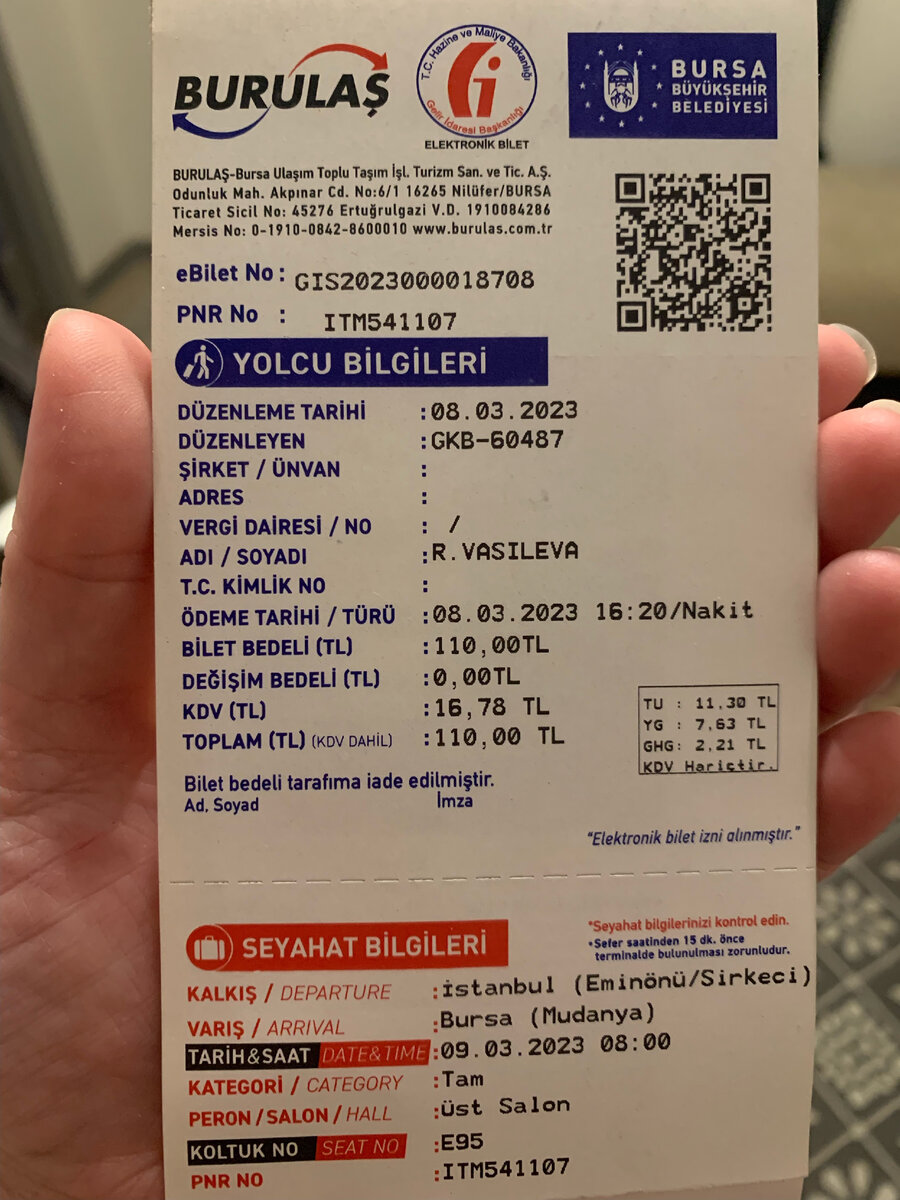 BURULAŞ
T.C. Hazine ve Maliye Bakanlığı
Gelir İdaresi Başkanlığı
ELEKTRONİK BİLET
BURSA
BÜYÜKŞEHİR
BELEDİYESİ
BURULAŞ-Bursa Ulaşım Toplu Taşım İşl. Turizm San. ve Tic. A.Ş.
Odunluk Mah. Akpınar Cd. No:6/1 16265 Nilüfer/BURSA
Ticaret Sicil No: 45276 Ertuğrulgazi V.D. 1910084286
Mersis No: 0-1910-0842-8600010 www.burulas.com.tr
eBilet No : GIS2023000018708
PNR No : ITM541107
YOLCU BİLGİLERİ
DÜZENLEME TARİHİ :08.03.2023
DÜZENLEYEN :GKB-60487
ŞİRKET / ÜNVAN :
ADRES :
VERGİ DAİRESİ / NO : /
ADI / SOYADI :R.VASILEVA
T.C. KİMLİK NO :
ÖDEME TARİHİ / TÜRÜ :08.03.2023 16:20/Nakit
BİLET BEDELİ (TL) :110,00TL
DEĞİŞİM BEDELİ (TL) :0,00TL
KDV (TL) :16,78 TL
TOPLAM (TL) (KDV DAHİL) :110,00 TL
TU : 11,30 TL
YG : 7,63 TL
GHG: 2,21 TL
KDV Hariçtir.
Bilet bedeli tarafıma iade edilmiştir.
Ad, Soyad İmza
"Elektronik bilet izni alınmıştır."
SEYAHAT BİLGİLERİ
*Seyahat bilgilerinizi kontrol edin.
•Sefer saatinden 15 dk. önce
terminalde bulunulması zorunludur.
KALKIŞ / DEPARTURE :İstanbul (Eminönü/Sirkeci)
VARIŞ / ARRIVAL :Bursa (Mudanya)
TARİH&SAAT DATE&TIME :09.03.2023 08:00
KATEGORİ / CATEGORY :Tam
PERON / SALON / HALL :Üst Salon
KOLTUK NO SEAT NO :E95
PNR NO :ITM541107